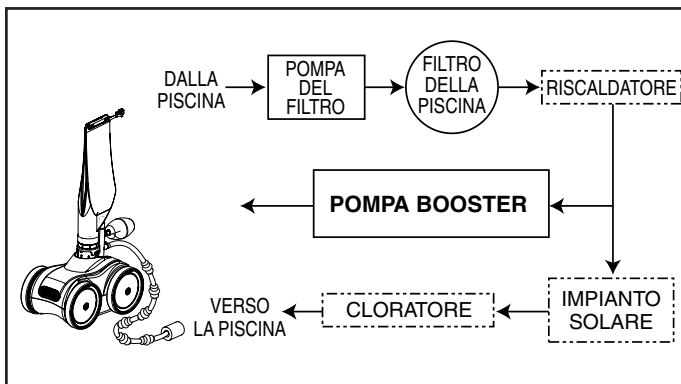 DALLA
PISCINA
POMPA
DEL
FILTRO
FILTRO
DELLA
PISCINA
RISCALDATORE
POMPA BOOSTER
VERSO
LA PISCINA
CLORATORE
IMPIANTO
SOLARE